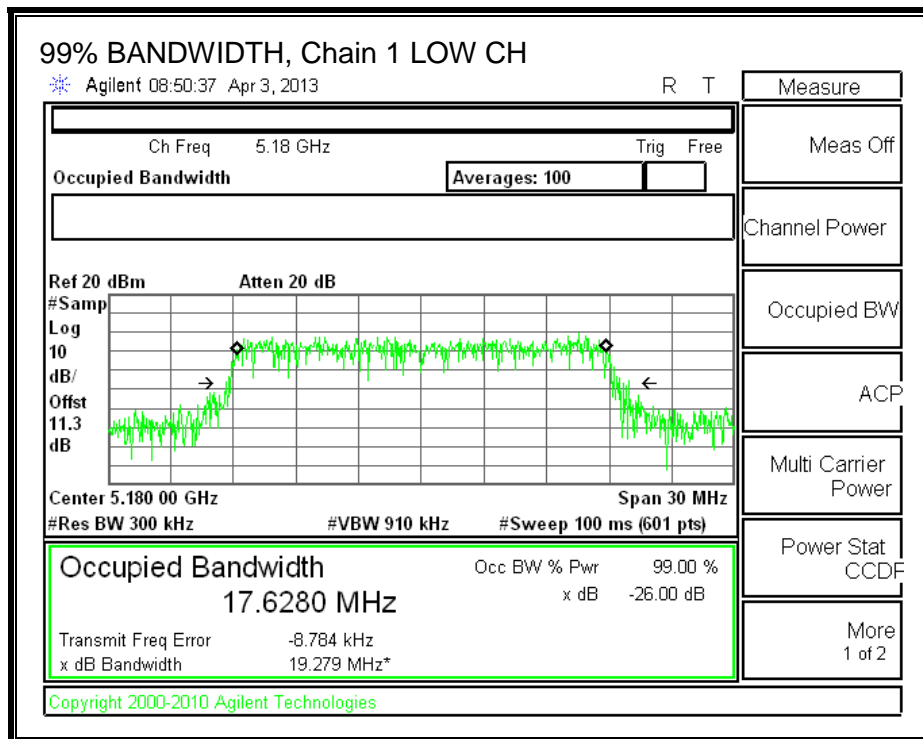 99% BANDWIDTH, Chain 1 LOW CH
Agilent 08:50:37 Apr 3, 2013 R T
Ch Freq 5.18 GHz Trig Free
Occupied Bandwidth Averages: 100
Ref 20 dBm Atten 20 dB
#Samp
Log
10
dB/
Offst
11.3
dB
Center 5.180 00 GHz Span 30 MHz
#Res BW 300 kHz #VBW 910 kHz #Sweep 100 ms (601 pts)
Occupied Bandwidth Occ BW % Pwr 99.00 %
17.6280 MHz x dB -26.00 dB
Transmit Freq Error -8.784 kHz
x dB Bandwidth 19.279 MHz*
Copyright 2000-2010 Agilent Technologies
Measure
Meas Off
Channel Power
Occupied BW
ACP
Multi Carrier
Power
Power Stat
CCDF
More
1 of 2